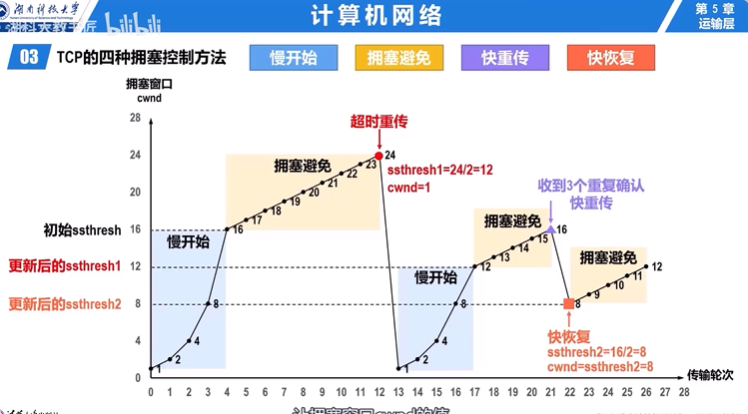 湖南科技大学
bilibili
计算机网络
第 5 章
运输层
03 TCP的四种拥塞控制方法
慢开始 拥塞避免 快重传 快恢复
拥塞窗口
cwnd
28
24
20
16
12
8
4
0
初始ssthresh
更新后的ssthresh1
更新后的ssthresh2
慢开始
1
2
4
8
拥塞避免
16
17
18
19
20
21
22
23
24
超时重传
ssthresh1=24/2=12
cwnd=1
慢开始
1
2
4
8
拥塞避免
12
13
14
15
16
收到3个重复确认
快重传
拥塞避免
8
9
10
11
12
快恢复
ssthresh2=16/2=8
cwnd=ssthresh2=8
0 1 2 3 4 5 6 7 8 9 10 11 12 13 14 15 16 17 18 19 20 21 22 23 24 25 26 27 28
传输轮次